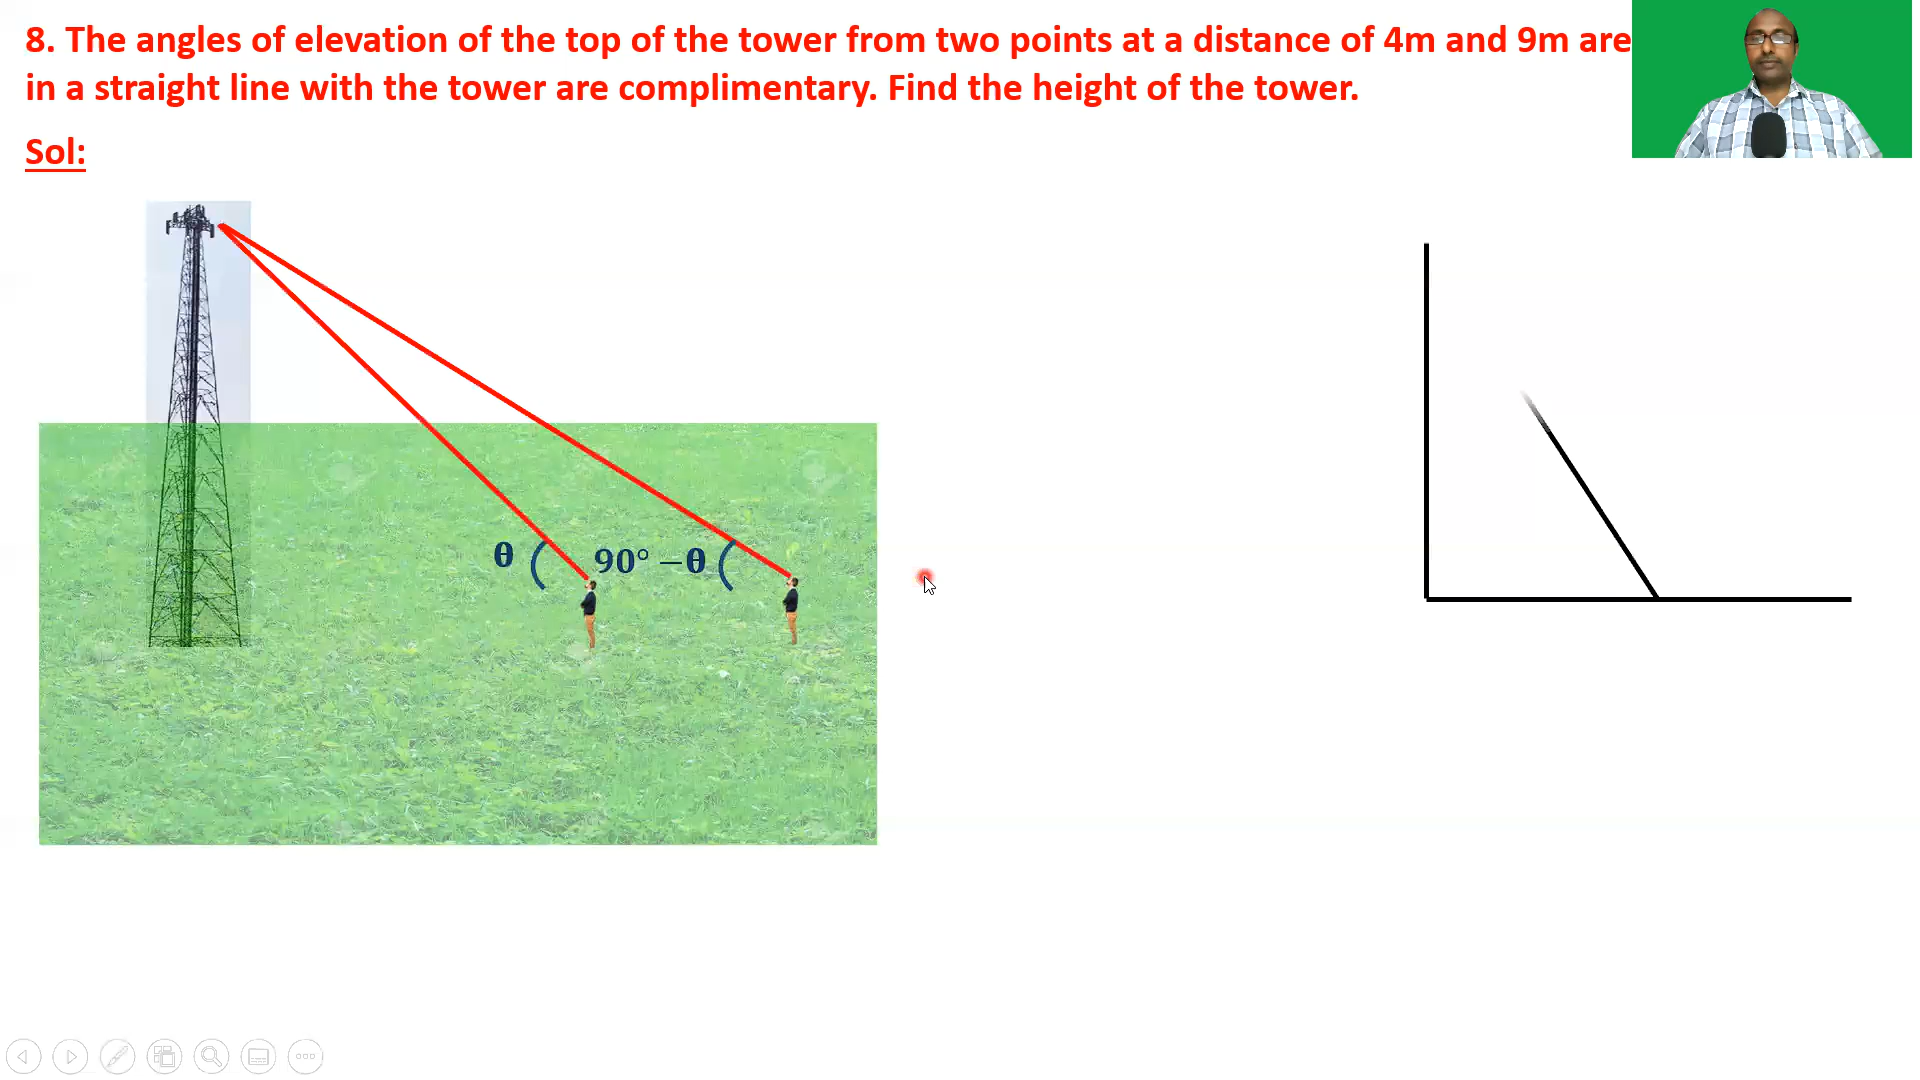 8. The angles of elevation of the top of the tower from two points at a distance of 4m and 9m are
in a straight line with the tower are complimentary. Find the height of the tower.
Sol:
θ 90° −θ